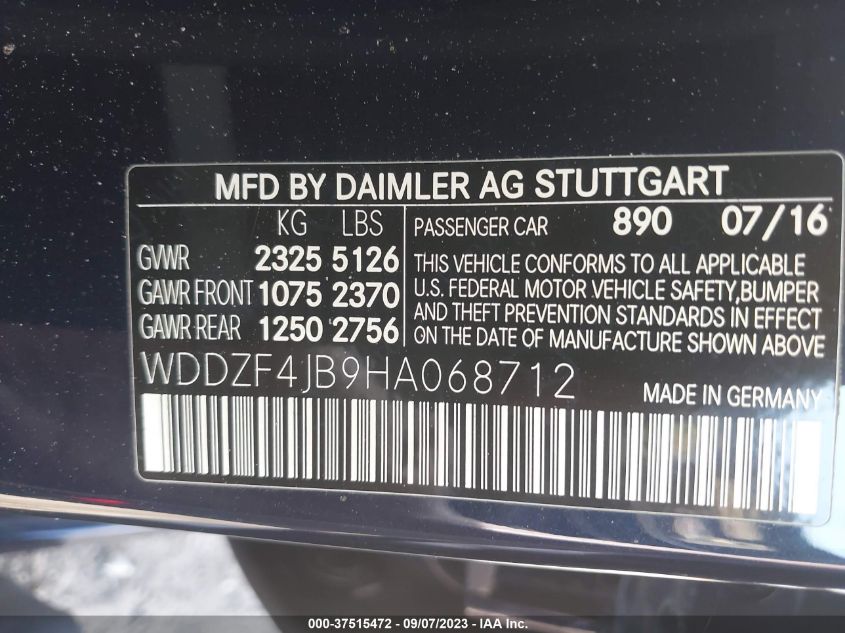 MFD BY DAIMLER AG STUTTGART
KG LBS
GVWR 2325 5126
GAWR FRONT 1075 2370
GAWR REAR 1250 2756
PASSENGER CAR 890 07/16
THIS VEHICLE CONFORMS TO ALL APPLICABLE
U.S. FEDERAL MOTOR VEHICLE SAFETY,BUMPER
AND THEFT PREVENTION STANDARDS IN EFFECT
ON THE DATE OF MANUFACTURE SHOWN ABOVE
WDDZF4JB9HA068712
MADE IN GERMANY
000-37515472 - 09/07/2023 - IAA Inc.